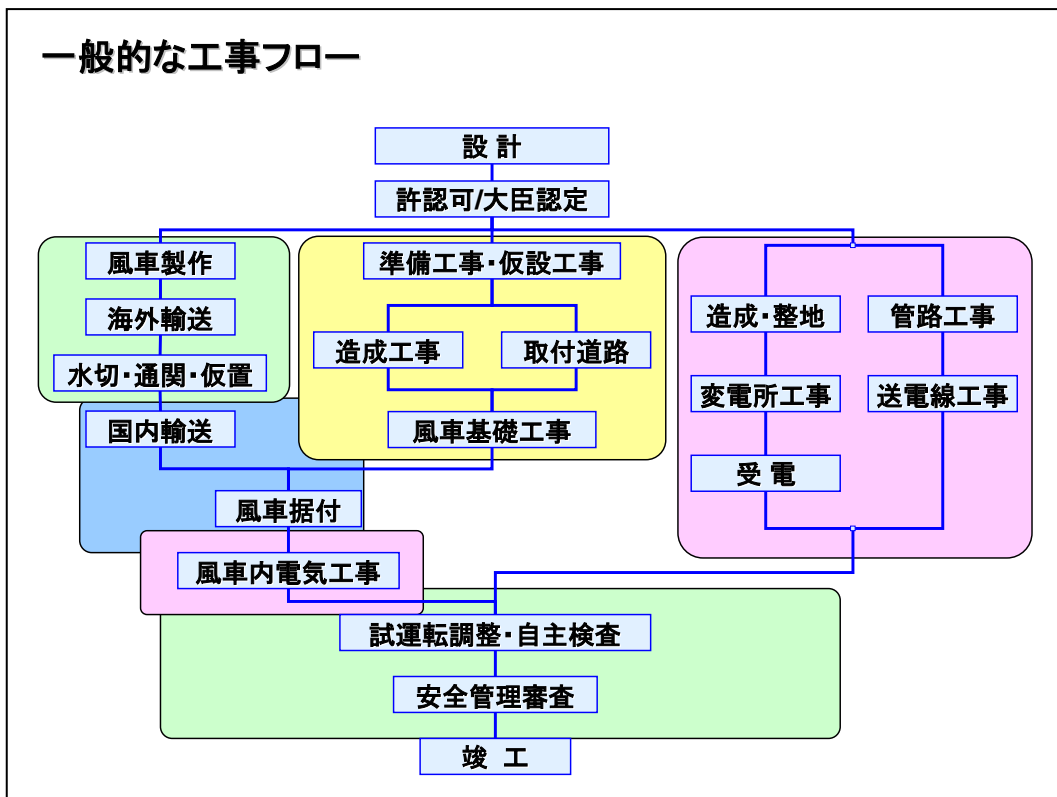 一般的な工事フロー
設 計
許認可/大臣認定
風車製作
海外輸送
水切・通関・仮置
国内輸送
準備工事・仮設工事
造成工事
取付道路
風車基礎工事
風車据付
風車内電気工事
造成・整地
変電所工事
受 電
管路工事
送電線工事
試運転調整・自主検査
安全管理審査
竣 工